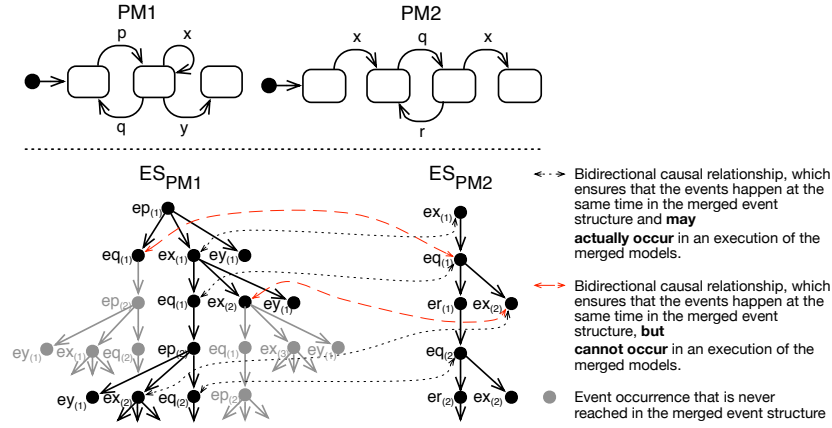 PM1
PM2
p
x
x
q
x
q
y
r
ES PM1
ES PM2
ep(1)
ex(1)
eq(1)
ex(1)
ey(1)
eq(1)
ep(2)
eq(1)
ex(2)
ey(1)
er(1)
ex(2)
ey(1)
ex(1)
eq(2)
ep(2)
eq(1)
ex(3)
ey(1)
eq(2)
ey(1)
ex(2)
eq(2)
ep(2)
er(2)
ex(2)
Bidirectional causal relationship, which
ensures that the events happen at the
same time in the merged event
structure and may
actually occur in an execution of the
merged models.
Bidirectional causal relationship, which
ensures that the events happen at the
same time in the merged event
structure, but
cannot occur in an execution of the
merged models.
Event occurrence that is never
reached in the merged event structure